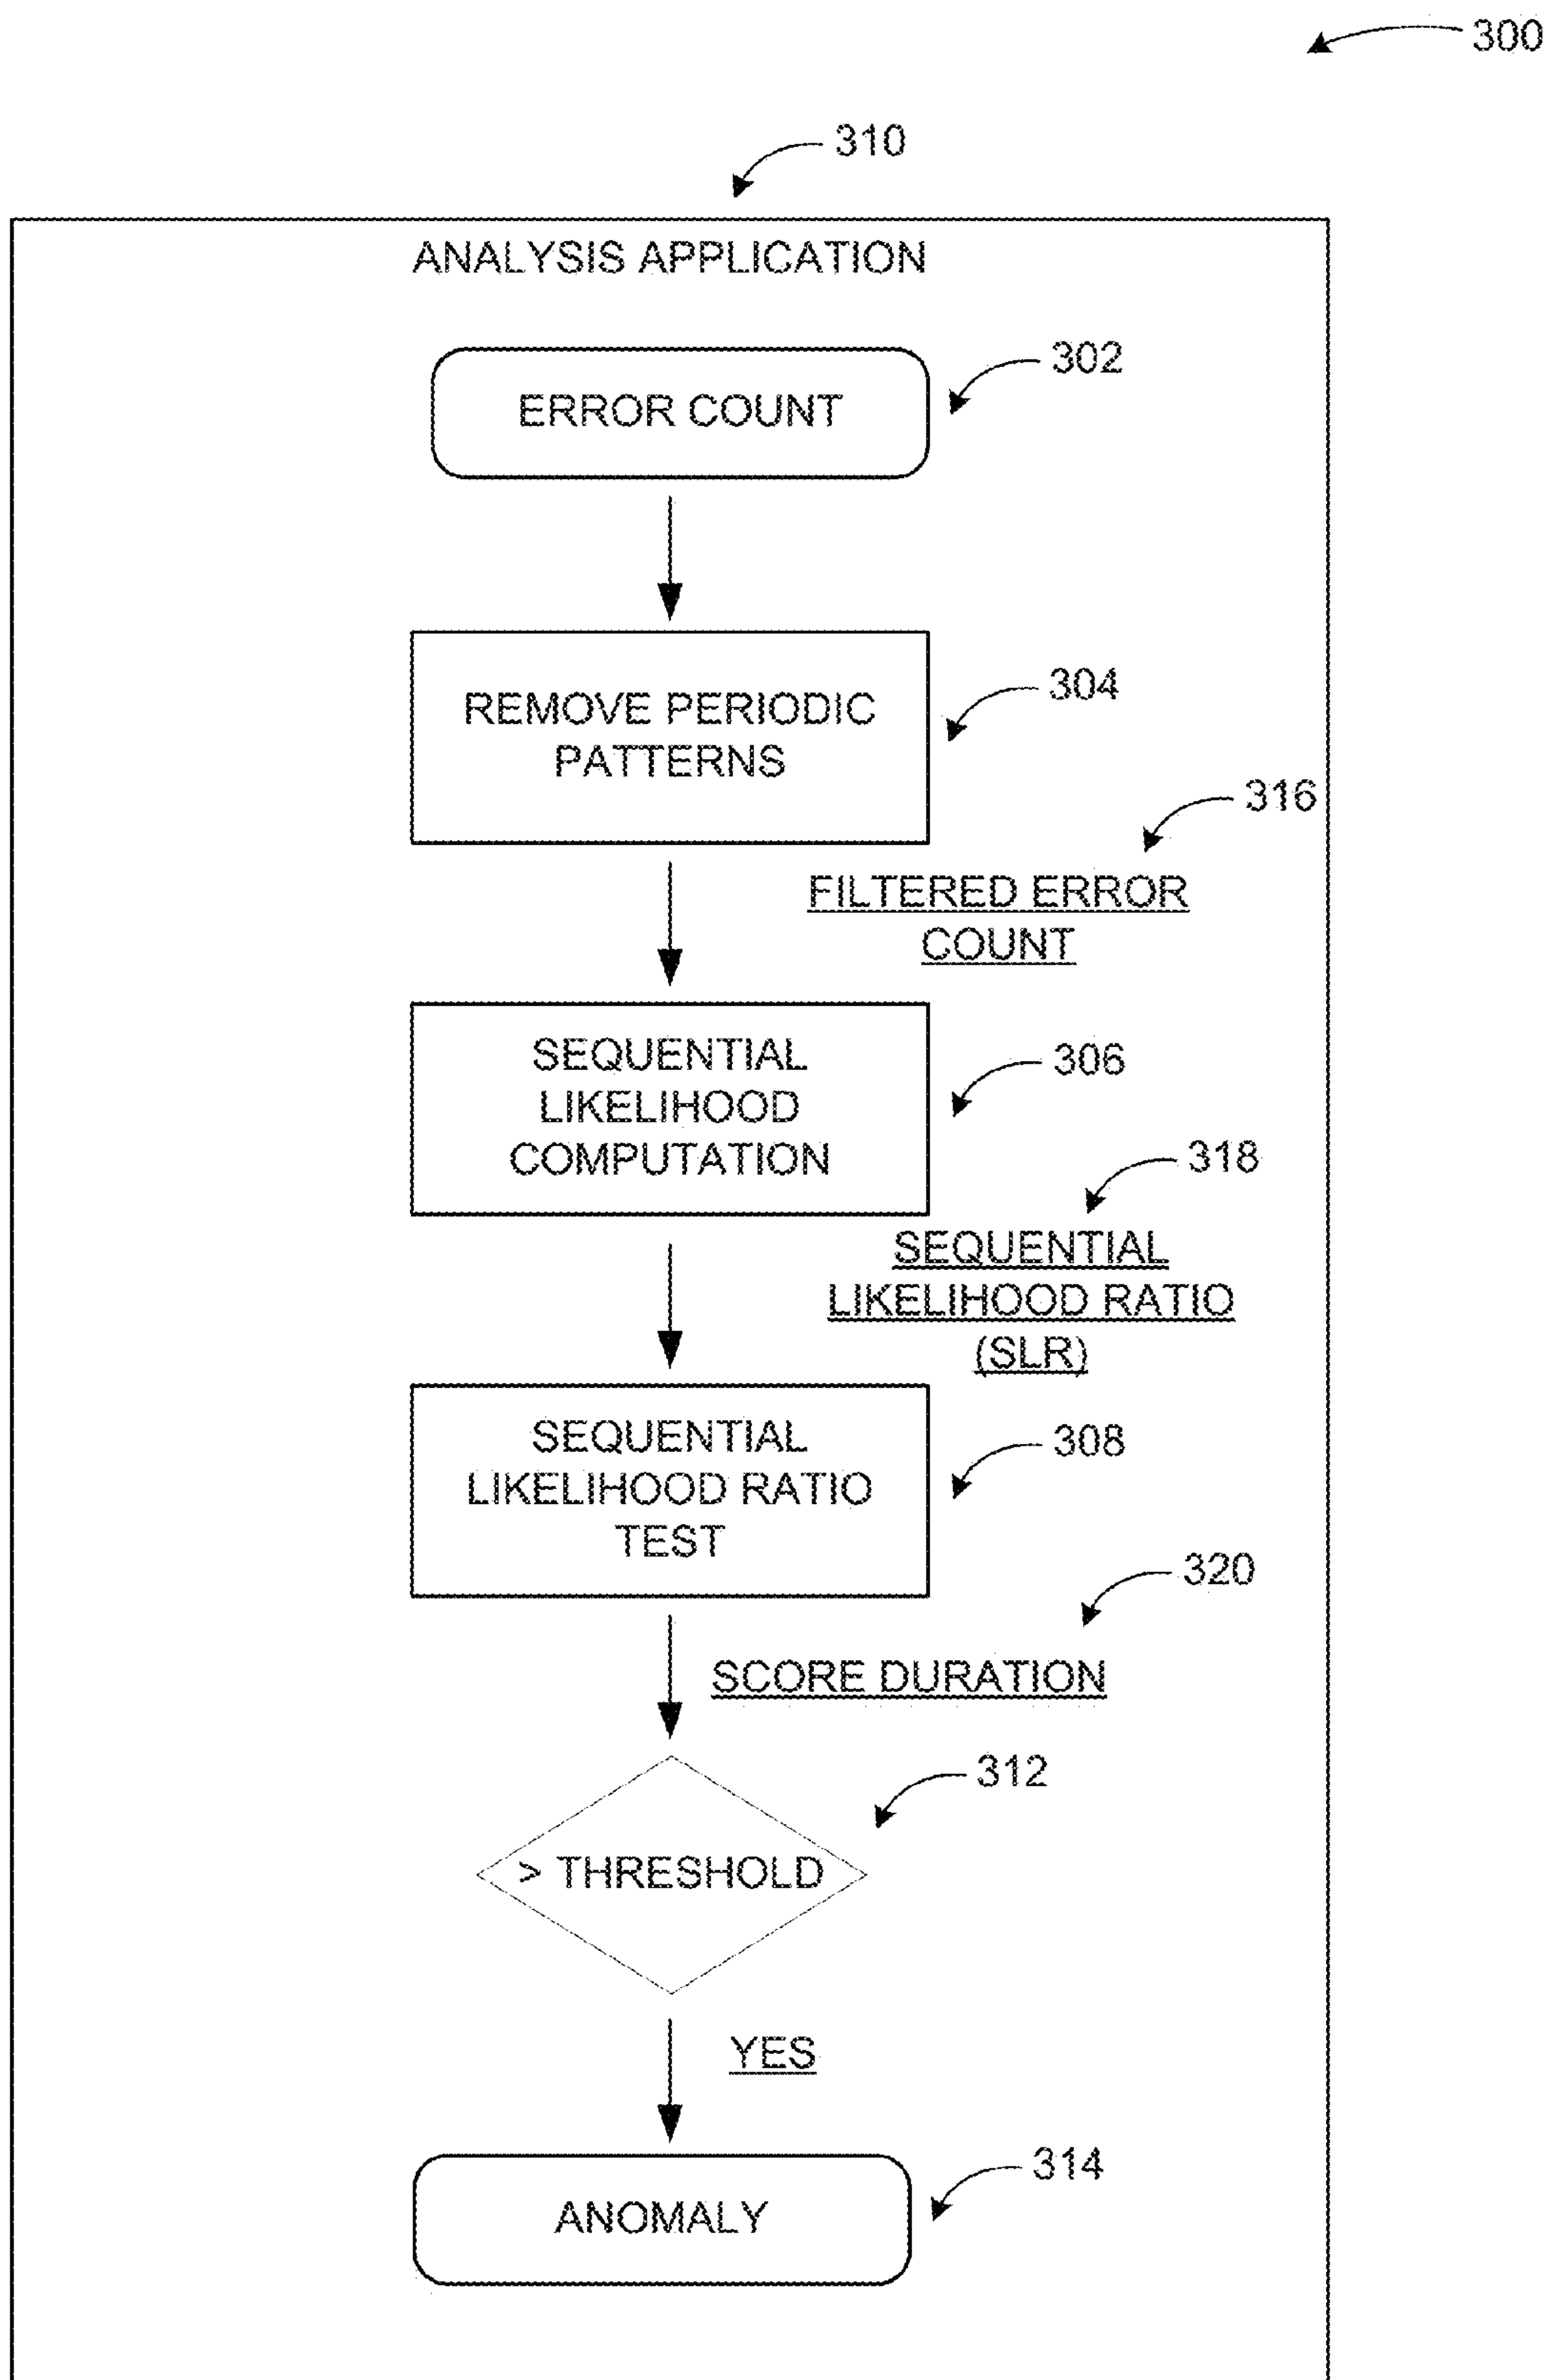 300
310
ANALYSIS APPLICATION
302
ERROR COUNT
304
REMOVE PERIODIC
PATTERNS
316
FILTERED ERROR
COUNT
306
SEQUENTIAL
LIKELIHOOD
COMPUTATION
318
SEQUENTIAL
LIKELIHOOD RATIO
(SLR)
308
SEQUENTIAL
LIKELIHOOD RATIO
TEST
320
SCORE DURATION
312
> THRESHOLD
YES
314
ANOMALY